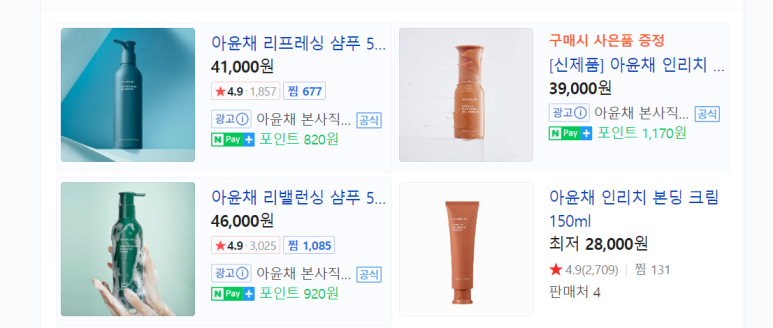 아윤채 리프레싱 샴푸 5...
41,000원
★4.9 · 1,857 찜 677
광고ⓘ 아윤채 본사직... 공식
N Pay + 포인트 820원
구매시 사은품 증정
[신제품] 아윤채 인리치 ...
39,000원
광고ⓘ 아윤채 본사직... 공식
N Pay + 포인트 1,170원
아윤채 리밸런싱 샴푸 5...
46,000원
★4.9 · 3,025 찜 1,085
광고ⓘ 아윤채 본사직... 공식
N Pay + 포인트 920원
아윤채 인리치 본딩 크림
150ml
최저 28,000원
★ 4.9(2,709) | 찜 131
판매처 4